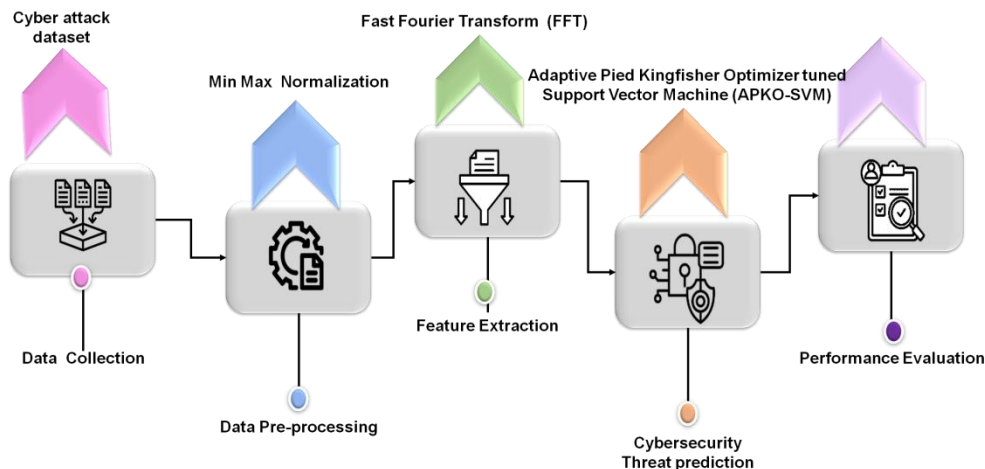 Cyber attack
dataset
Data Collection
Min Max Normalization
Data Pre-processing
Fast Fourier Transform (FFT)
Feature Extraction
Adaptive Pied Kingfisher Optimizer tuned
Support Vector Machine (APKO-SVM)
Cybersecurity
Threat prediction
Performance Evaluation